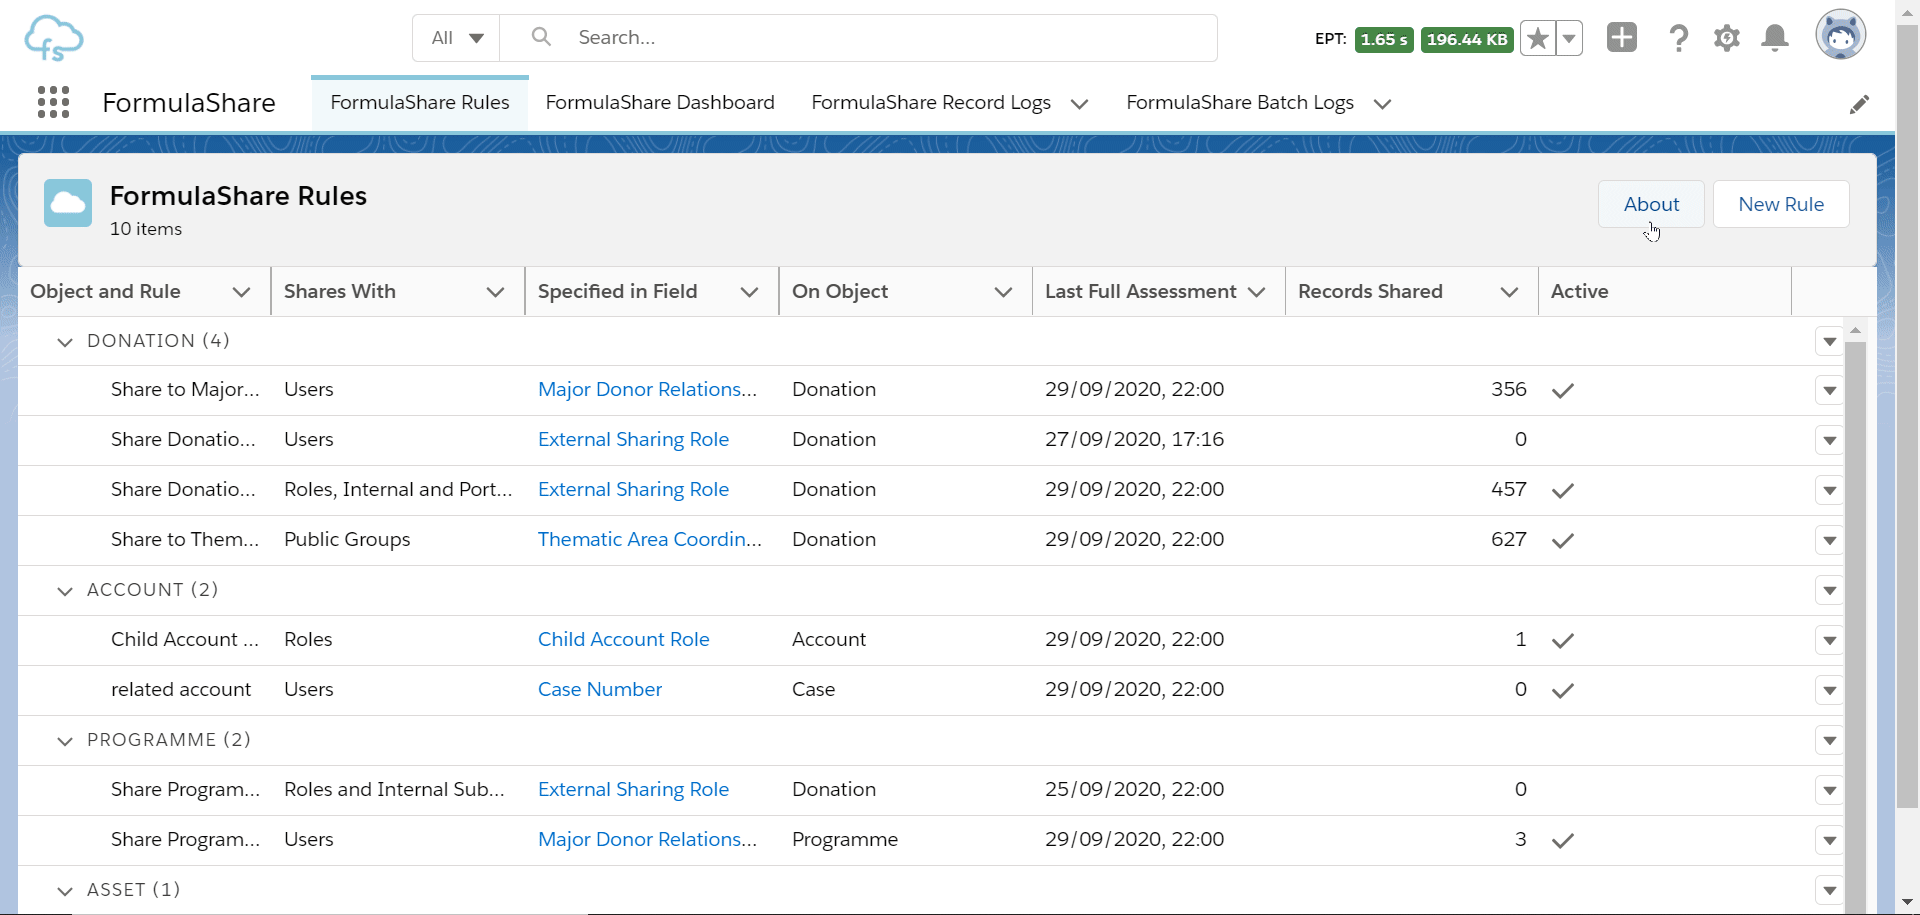 fs
All
Search...
EPT: 1.65 s 196.44 KB
FormulaShare
FormulaShare Rules
FormulaShare Dashboard
FormulaShare Record Logs
FormulaShare Batch Logs
FormulaShare Rules
10 items
About
New Rule
Object and Rule Shares With Specified in Field On Object Last Full Assessment Records Shared Active
DONATION (4)
Share to Major... Users Major Donor Relations... Donation 29/09/2020, 22:00 356
Share Donatio... Users External Sharing Role Donation 27/09/2020, 17:16 0
Share Donatio... Roles, Internal and Port... External Sharing Role Donation 29/09/2020, 22:00 457
Share to Them... Public Groups Thematic Area Coordin... Donation 29/09/2020, 22:00 627
ACCOUNT (2)
Child Account ... Roles Child Account Role Account 29/09/2020, 22:00 1
related account Users Case Number Case 29/09/2020, 22:00 0
PROGRAMME (2)
Share Program... Roles and Internal Sub... External Sharing Role Donation 25/09/2020, 22:00 0
Share Program... Users Major Donor Relations... Programme 29/09/2020, 22:00 3
ASSET (1)